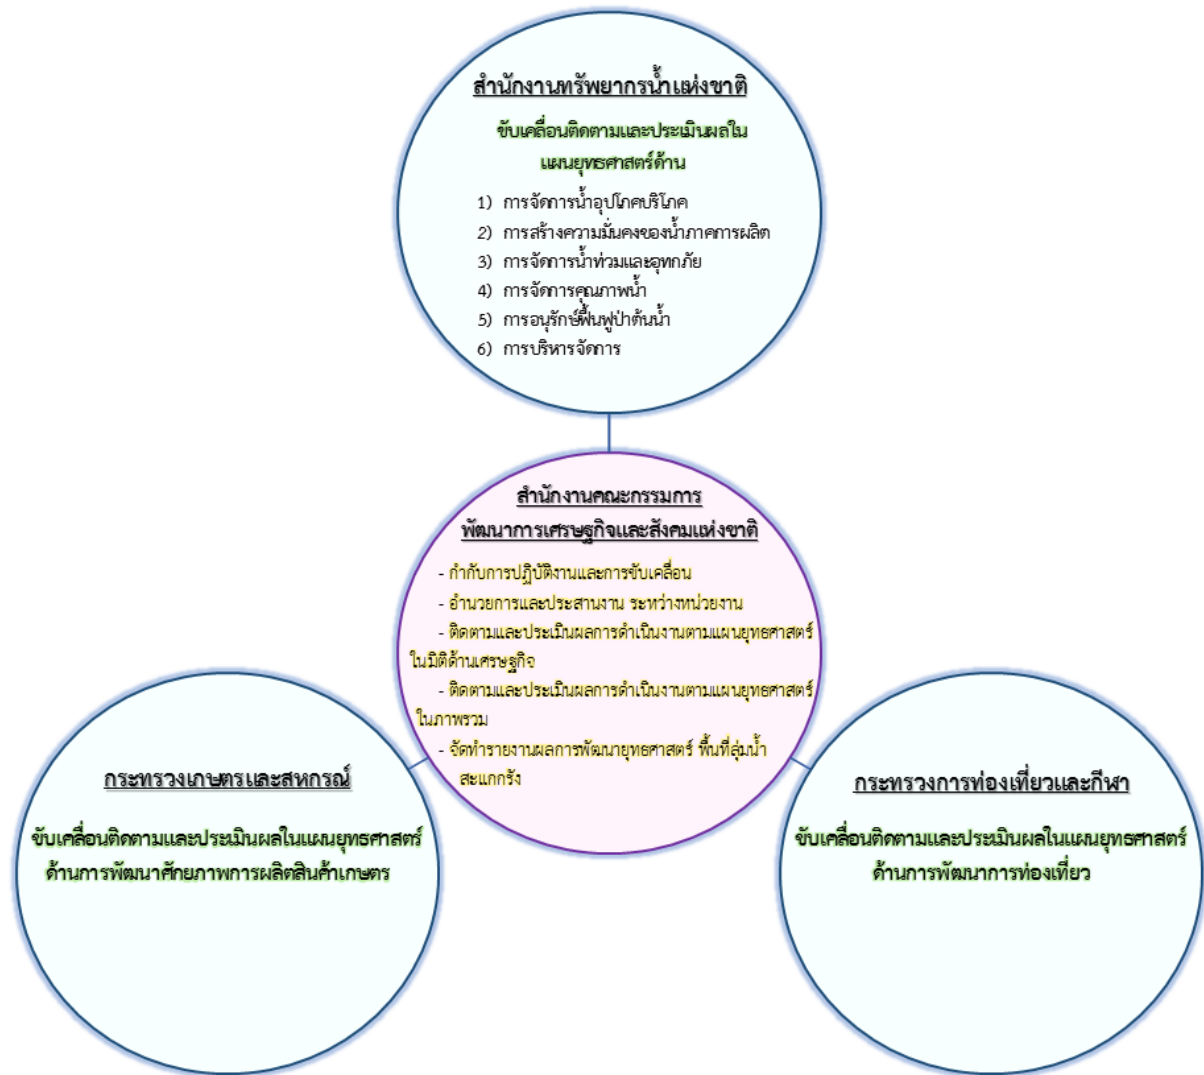 สำนักงานทรัพยากรน้ำแห่งชาติ
ขับเคลื่อนติดตามและประเมินผลใน
แผนยุทธศาสตร์ด้าน
1) การจัดการน้ำอุปโภคบริโภค
2) การสร้างความมั่นคงของน้ำภาคการผลิต
3) การจัดการน้ำท่วมและอุทกภัย
4) การจัดการคุณภาพน้ำ
5) การอนุรักษ์ฟื้นฟูป่าต้นน้ำ
6) การบริหารจัดการ
สำนักงานคณะกรรมการ
พัฒนาการเศรษฐกิจและสังคมแห่งชาติ
- กำกับการปฏิบัติงานและการขับเคลื่อน
- อำนวยการและประสานงาน ระหว่างหน่วยงาน
- ติดตามและประเมินผลการดำเนินงานตามแผนยุทธศาสตร์
ในมิติด้านเศรษฐกิจ
- ติดตามและประเมินผลการดำเนินงานตามแผนยุทธศาสตร์
ในภาพรวม
- จัดทำรายงานผลการพัฒนายุทธศาสตร์ พื้นที่ลุ่มน้ำ
สะแกกรัง
กระทรวงเกษตรและสหกรณ์
ขับเคลื่อนติดตามและประเมินผลในแผนยุทธศาสตร์
ด้านการพัฒนาศักยภาพการผลิตสินค้าเกษตร
กระทรวงการท่องเที่ยวและกีฬา
ขับเคลื่อนติดตามและประเมินผลในแผนยุทธศาสตร์
ด้านการพัฒนาการท่องเที่ยว